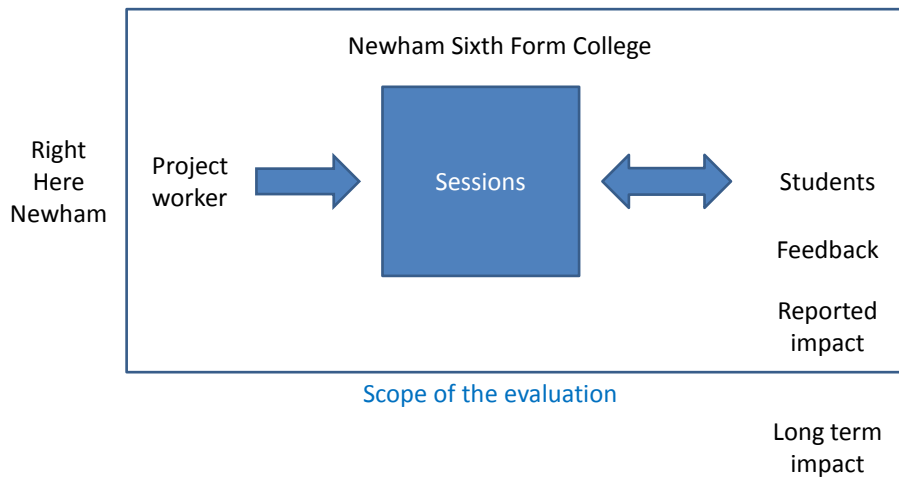 Newham Sixth Form College
Right
Here
Newham
Project
worker
Sessions
Students
Feedback
Reported
impact
Scope of the evaluation
Long term
impact